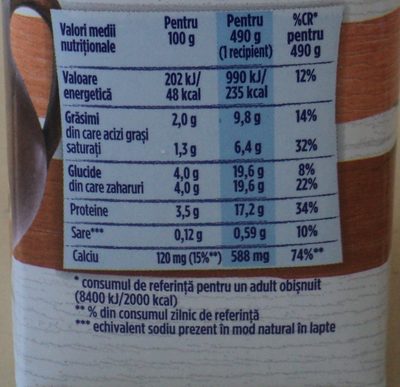 Valori medii nutriționale Pentru 100 g Pentru 490 g (1 recipient) %CR* pentru 490 g
Valoare energetică 202 kJ/ 48 kcal 990 kJ/ 235 kcal 12%
Grăsimi 2,0 g 9,8 g 14%
din care acizi grași saturați 1,3 g 6,4 g 32%
Glucide 4,0 g 19,6 g 8%
din care zaharuri 4,0 g 19,6 g 22%
Proteine 3,5 g 17,2 g 34%
Sare*** 0,12 g 0,59 g 10%
Calciu 120 mg (15%**) 588 mg 74%**
* consumul de referință pentru un adult obișnuit
(8400 kJ/2000 kcal)
** % din consumul zilnic de referință
*** echivalent sodiu prezent în mod natural în lapte